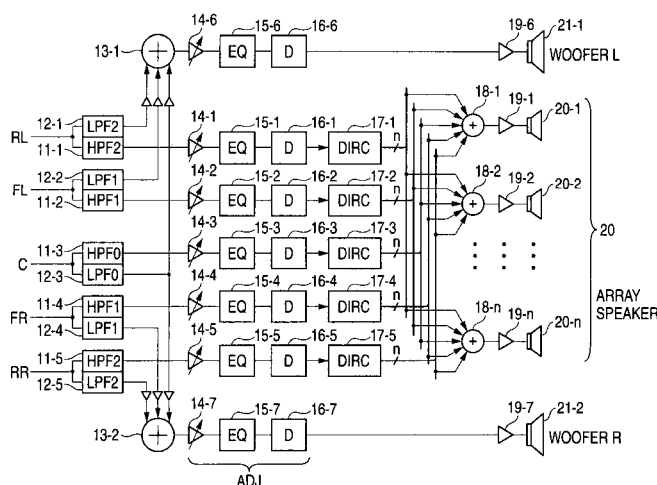 14-6 15-6 16-6 19-6 21-1
13-1 EQ D WOOFER L
12-1 LPF2 14-1 15-1 16-1 17-1 n 18-1 19-1 20-1
RL
11-1 HPF2 EQ D DIRC
12-2 LPF1 14-2 15-2 16-2 17-2 n 18-2 19-2 20-2
FL
11-2 HPF1 EQ D DIRC
14-3 15-3 16-3 17-3 n 20
11-3 HPF0 EQ D DIRC
C
12-3 LPF0
11-4 HPF1 14-4 15-4 16-4 17-4 n ARRAY
FR EQ D DIRC SPEAKER
12-4 LPF1
14-5 15-5 16-5 17-5 n 18-n 19-n 20-n
11-5 HPF2 EQ D DIRC
RR
12-5 LPF2
14-7 15-7 16-7 19-7 21-2
13-2 EQ D WOOFER R
ADJ